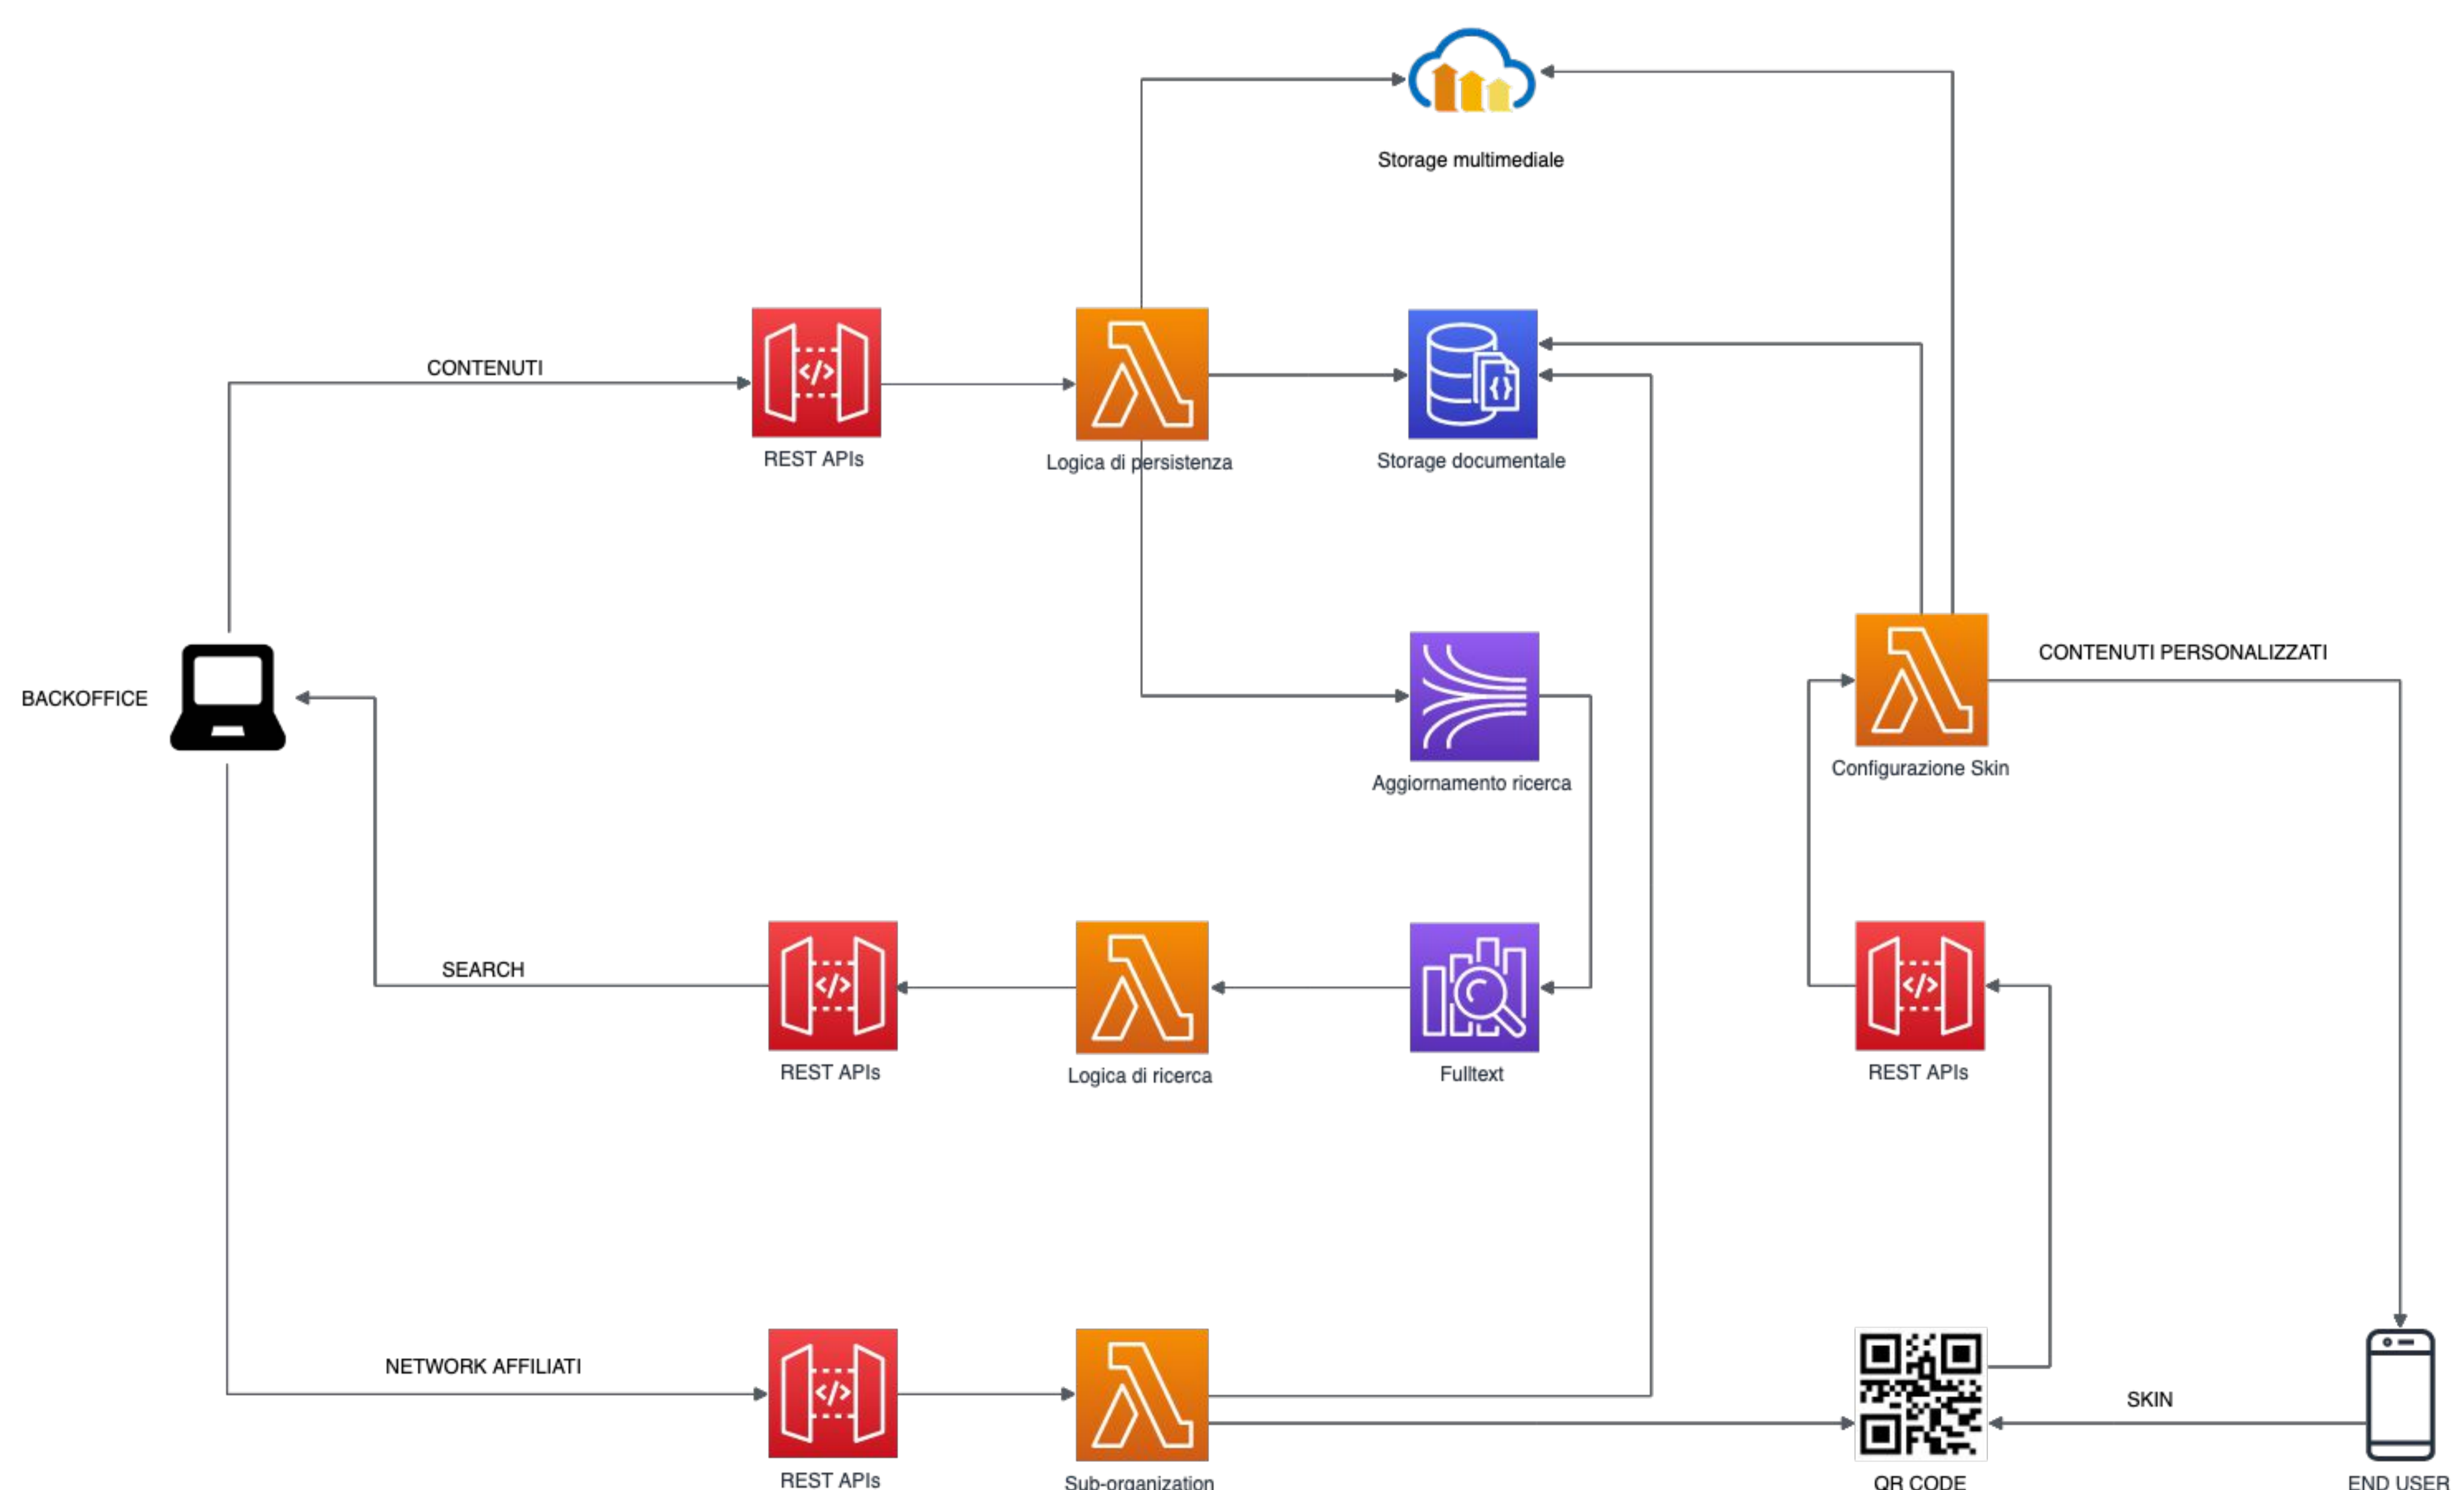 Storage multimediale
CONTENUTI
REST APIs
Logica di persistenza
Storage documentale
BACKOFFICE
CONTENUTI PERSONALIZZATI
Aggiornamento ricerca
Configurazione Skin
SEARCH
REST APIs
Logica di ricerca
Fulltext
REST APIs
NETWORK AFFILIATI
SKIN
REST APIs
Sub-organization
QR CODE
END USER